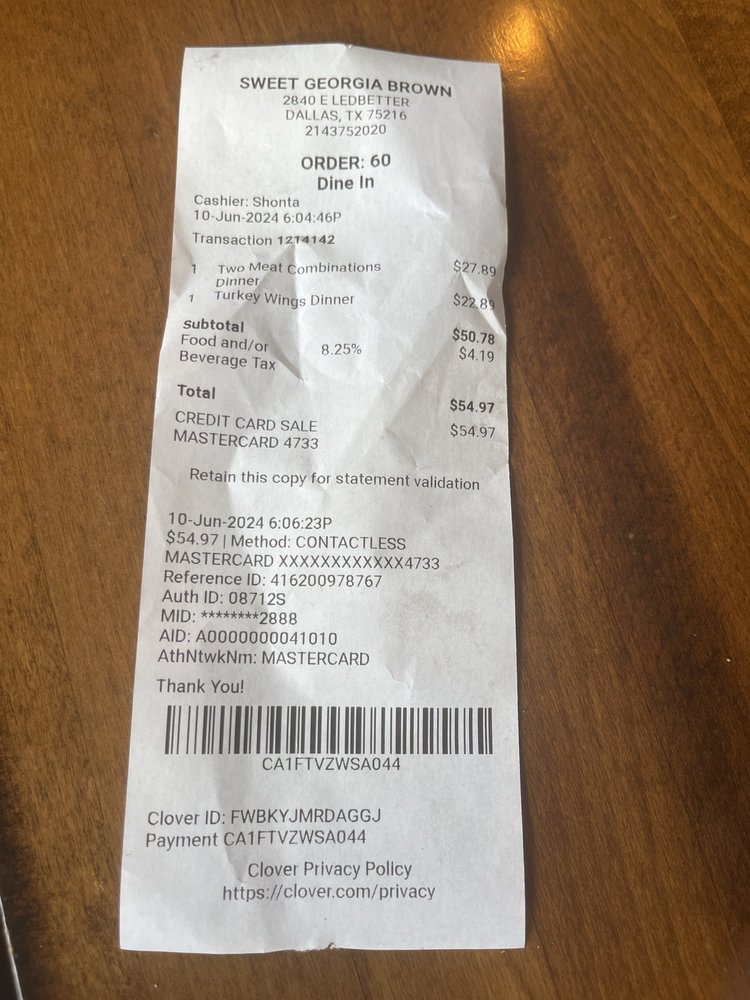 SWEET GEORGIA BROWN
2840 E LEDBETTER
DALLAS, TX 75216
2143752020
ORDER: 60
Dine In
Cashier: Shonta
10-Jun-2024 6:04:46P
Transaction 1214142
1 Two Meat Combinations $27.89
Dinner
1 Turkey Wings Dinner $22.89
subtotal $50.78
Food and/or 8.25% $4.19
Beverage Tax
Total $54.97
CREDIT CARD SALE $54.97
MASTERCARD 4733
Retain this copy for statement validation
10-Jun-2024 6:06:23P
$54.97 | Method: CONTACTLESS
MASTERCARD XXXXXXXXXXXX4733
Reference ID: 416200978767
Auth ID: 08712S
MID: ********2888
AID: A0000000041010
AthNtwkNm: MASTERCARD
Thank You!
CA1FTVZWSA044
Clover ID: FWBKYJMRDAGGJ
Payment CA1FTVZWSA044
Clover Privacy Policy
https://clover.com/privacy